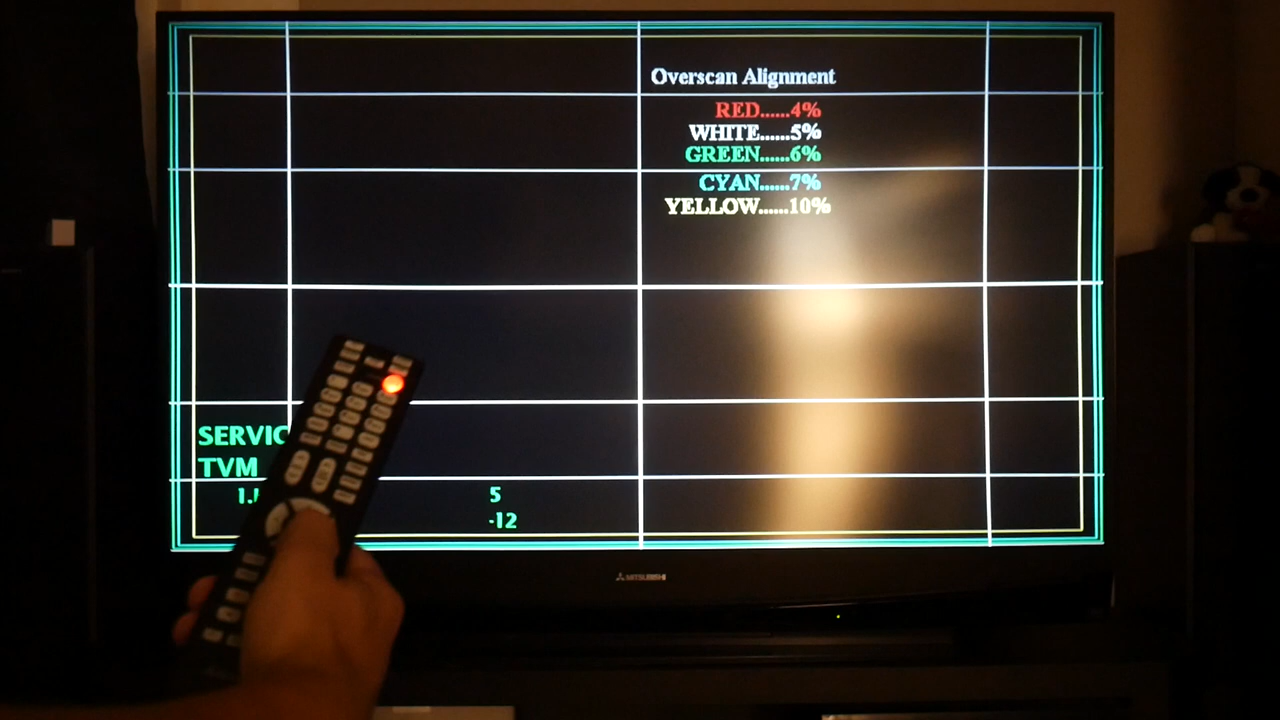 Overscan Alignment
RED......4%
WHITE......5%
GREEN......6%
CYAN......7%
YELLOW......10%
TVM
5
-12
MITSUBISHI